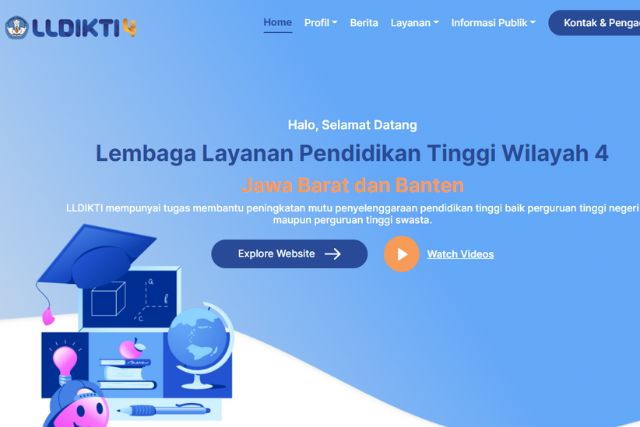 LLDIKTI 4
Home Profil Berita Layanan Informasi Publik Kontak & Pengad
Halo, Selamat Datang
Lembaga Layanan Pendidikan Tinggi Wilayah 4
Jawa Barat dan Banten
LLDIKTI mempunyai tugas membantu peningkatan mutu penyelenggaraan pendidikan tinggi baik perguruan tinggi negeri
maupun perguruan tinggi swasta.
Explore Website Watch Videos
a
c l